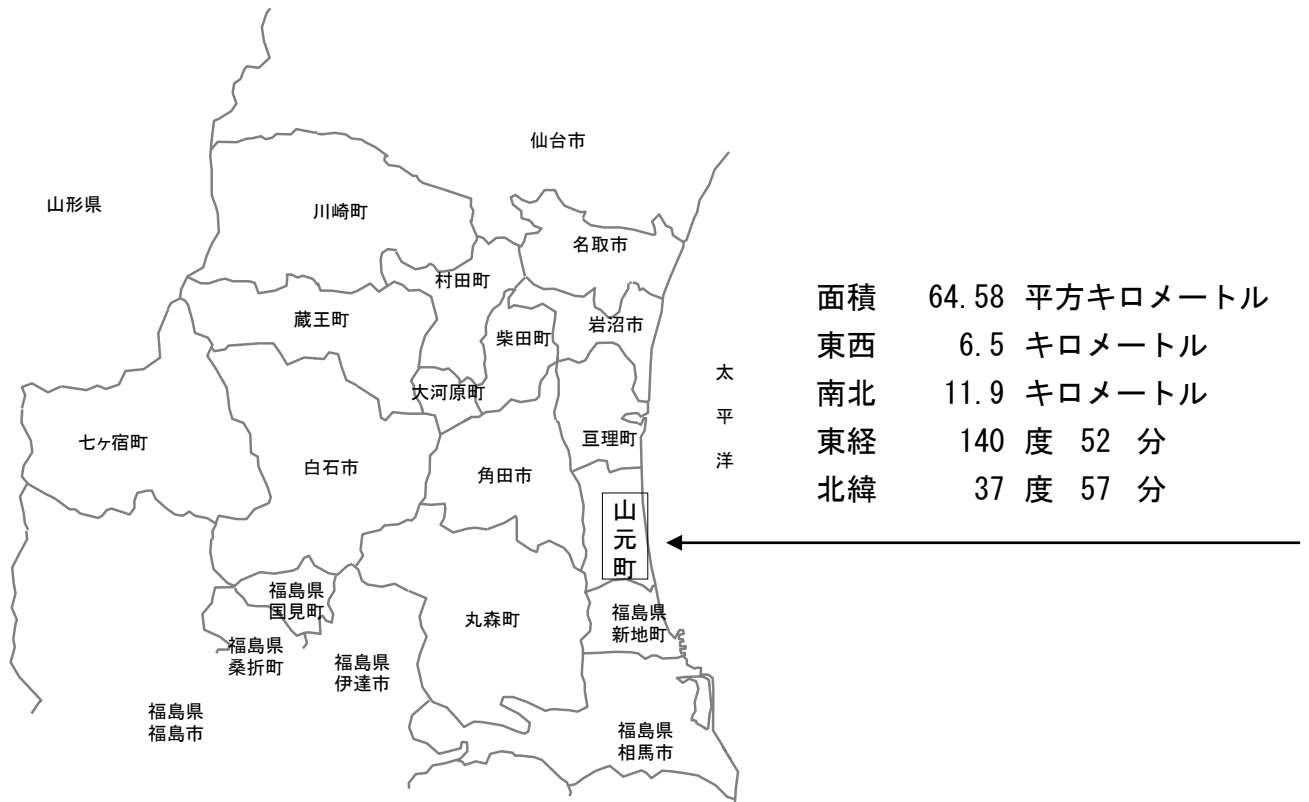 仙台市
山形県
川崎町
名取市
村田町
蔵王町
岩沼市
柴田町
大河原町
七ヶ宿町
亘理町
白石市
角田市
太平洋
山元町
福島県
国見町
丸森町
福島県
新地町
福島県
桑折町
福島県
伊達市
福島県
福島市
福島県
相馬市
面積 64.58 平方キロメートル
東西 6.5 キロメートル
南北 11.9 キロメートル
東経 140 度 52 分
北緯 37 度 57 分